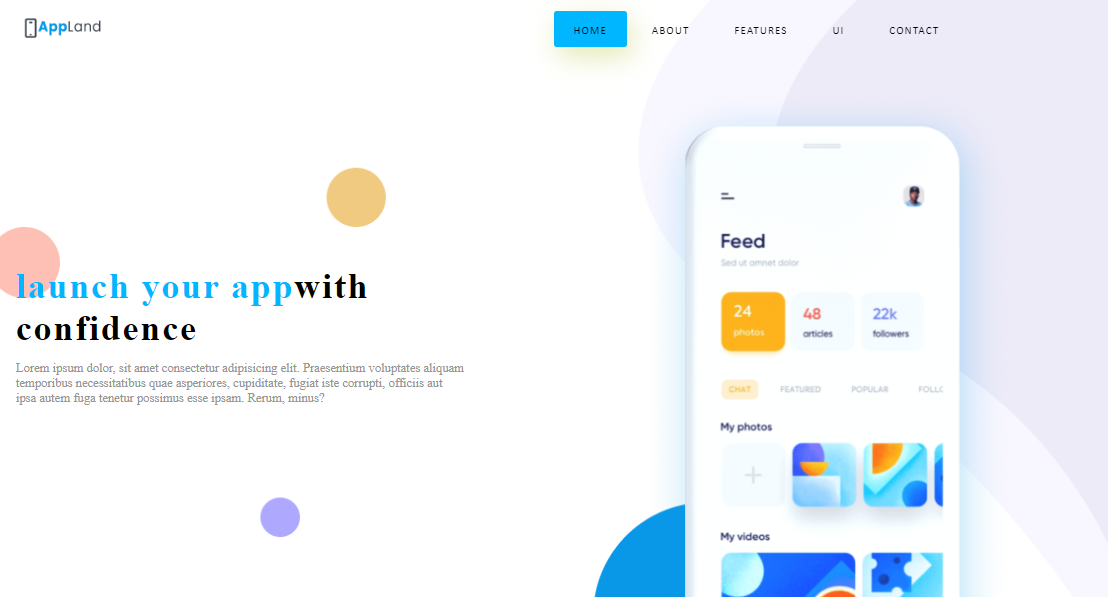 AppLand
HOME ABOUT FEATURES UI CONTACT
launch your appwith
confidence
Lorem ipsum dolor, sit amet consectetur adipisicing elit. Praesentium voluptates aliquam
temporibus necessitatibus quae asperiores, cupiditate, fugiat iste corrupti, officiis aut
ipsa autem fuga tenetur possimus esse ipsam. Rerum, minus?
Feed
Sed ut amnet dolor
24 48 22k
photos articles followers
CHAT FEATURED POPULAR FOLLO
My photos
My videos